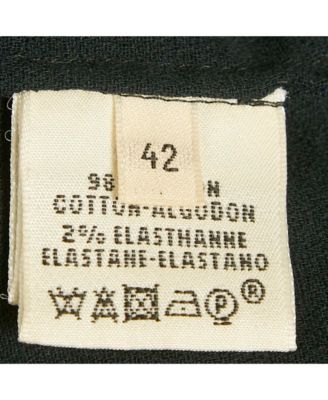 42
98
N
COTTON-ALGODON
2% ELASTHANNE
ELASTANE-ELASTANO
P ®